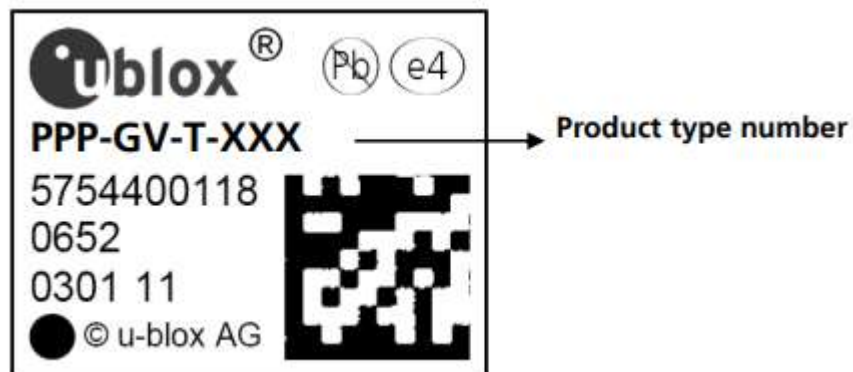 ublox ®
Pb e4
PPP-GV-T-XXX
Product type number
5754400118
0652
0301 11
© u-blox AG